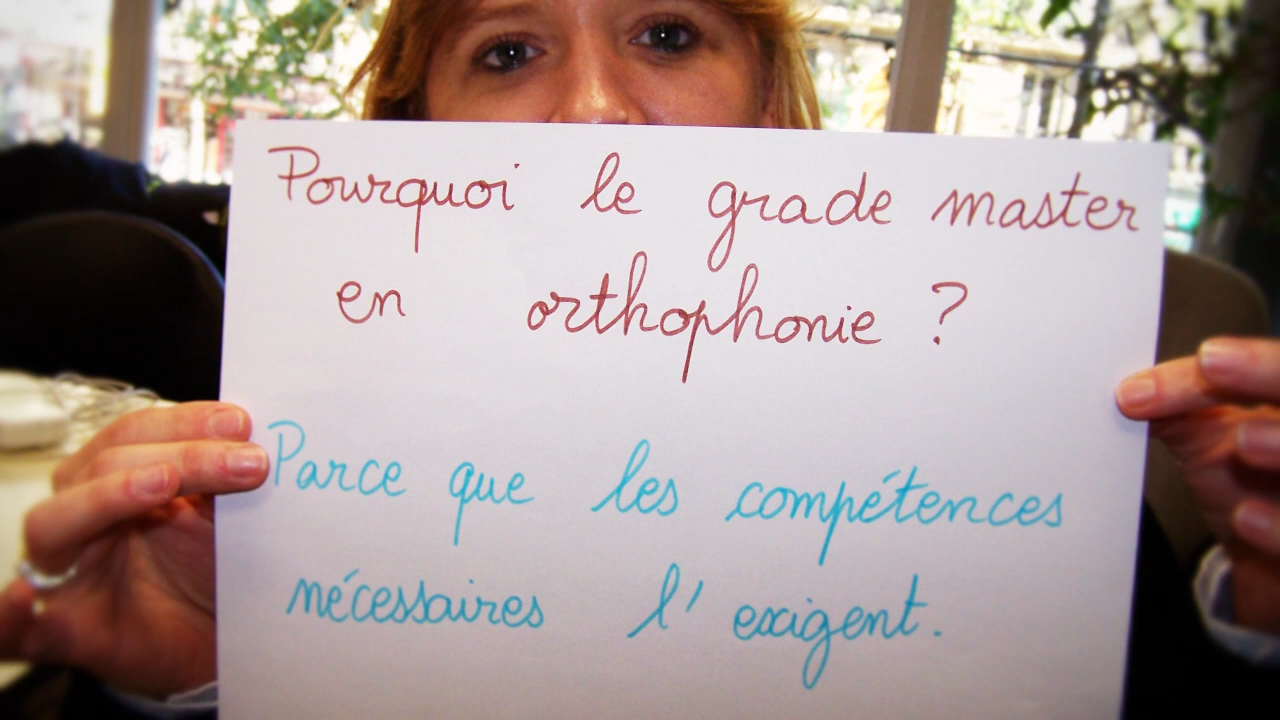 Pourquoi le grade master
en orthophonie ?
Parce que les compétences
nécessaires l'exigent.